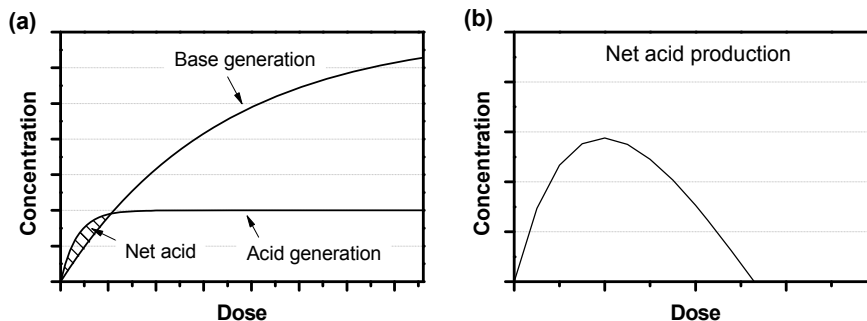 (a)
Concentration
Base generation
Net acid
Acid generation
Dose
(b)
Concentration
Net acid production
Dose